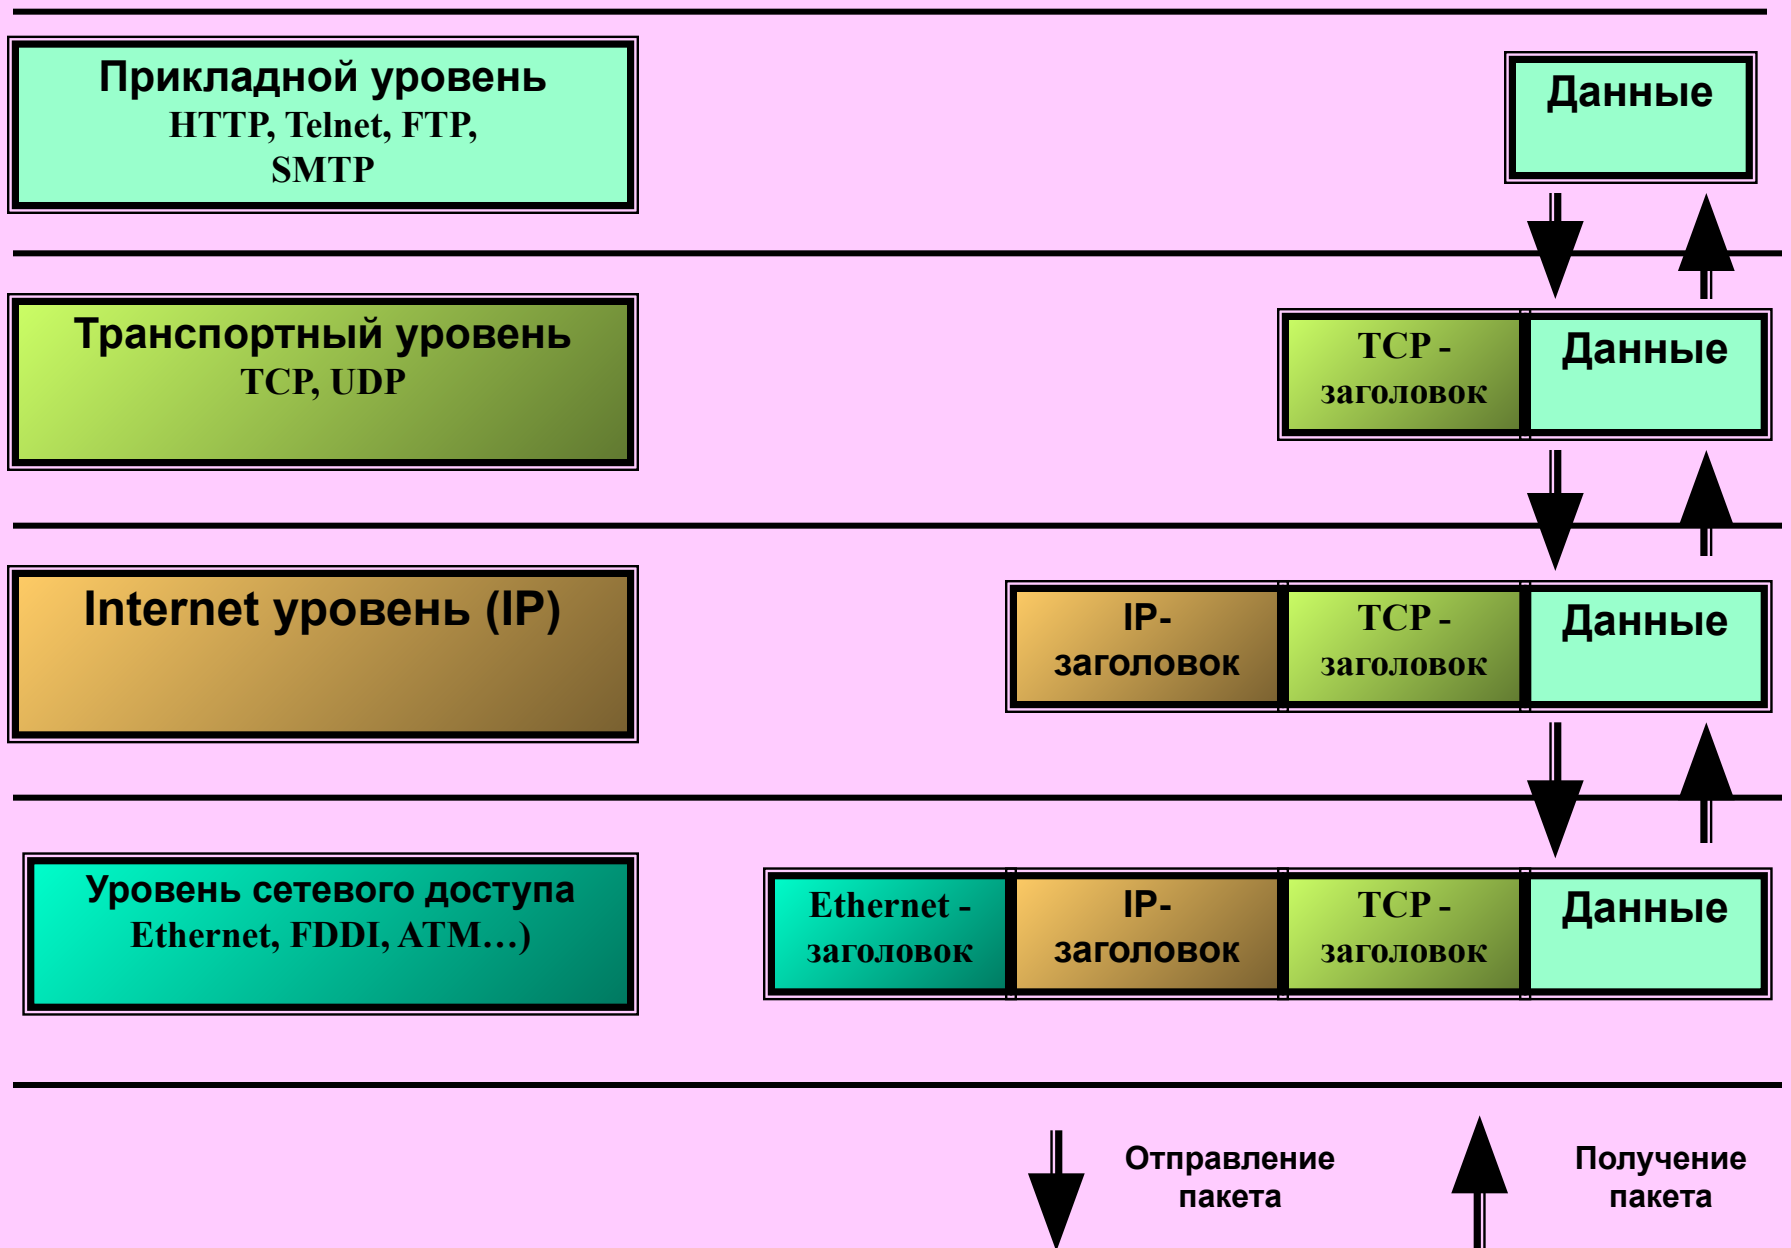 Прикладной уровень
HTTP, Telnet, FTP,
SMTP
Данные
Транспортный уровень
TCP, UDP
TCP -
заголовок
Данные
Internet уровень (IP)
IP-
заголовок
TCP -
заголовок
Данные
Уровень сетевого доступа
Ethernet, FDDI, ATM…)
Ethernet -
заголовок
IP-
заголовок
TCP -
заголовок
Данные
Отправление
пакета
Получение
пакета